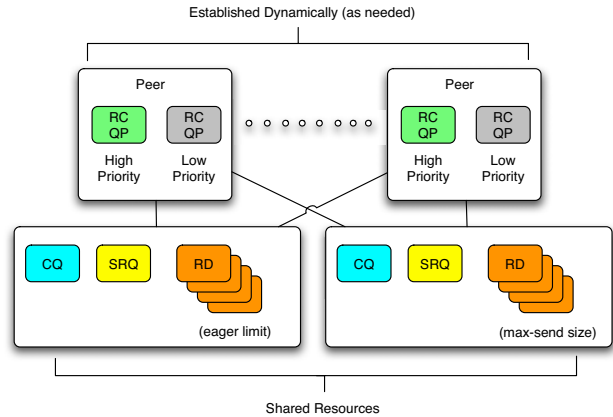 Established Dynamically (as needed)
Peer
RC
QP
RC
QP
High
Priority
Low
Priority
Peer
RC
QP
RC
QP
High
Priority
Low
Priority
CQ
SRQ
RD
(eager limit)
CQ
SRQ
RD
(max-send size)
Shared Resources